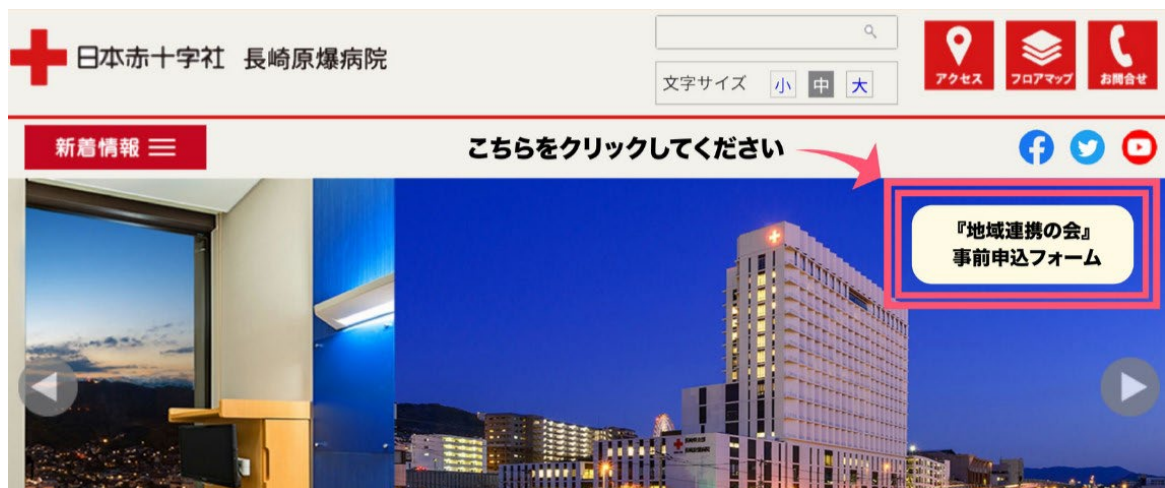 日本赤十字社 長崎原爆病院
文字サイズ 小 中 大
アクセス
フロアマップ
お問合せ
新着情報
こちらをクリックしてください
『地域連携の会』
事前申込フォーム